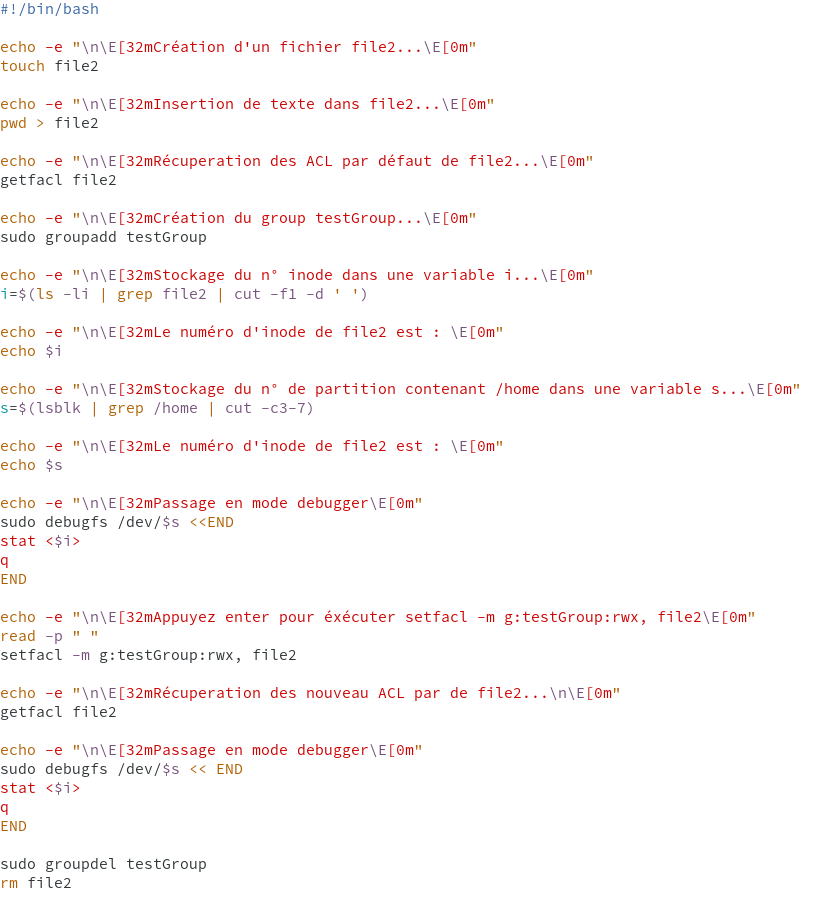 #!/bin/bash
echo -e "\n\E[32mCréation d'un fichier file2...\E[0m"
touch file2
echo -e "\n\E[32mInsertion de texte dans file2...\E[0m"
pwd > file2
echo -e "\n\E[32mRécuperation des ACL par défaut de file2...\E[0m"
getfacl file2
echo -e "\n\E[32mCréation du group testGroup...\E[0m"
sudo groupadd testGroup
echo -e "\n\E[32mStockage du n° inode dans une variable i...\E[0m"
i=$(ls -li | grep file2 | cut -f1 -d ' ')
echo -e "\n\E[32mLe numéro d'inode de file2 est : \E[0m"
echo $i
echo -e "\n\E[32mStockage du n° de partition contenant /home dans une variable s...\E[0m"
s=$(lsblk | grep /home | cut -c3-7)
echo -e "\n\E[32mLe numéro d'inode de file2 est : \E[0m"
echo $s
echo -e "\n\E[32mPassage en mode debugger\E[0m"
sudo debugfs /dev/$s <<END
stat <$i>
q
END
echo -e "\n\E[32mAppuyez enter pour éxécuter setfacl -m g:testGroup:rwx, file2\E[0m"
read -p " "
setfacl -m g:testGroup:rwx, file2
echo -e "\n\E[32mRécuperation des nouveau ACL par de file2...\n\E[0m"
getfacl file2
echo -e "\n\E[32mPassage en mode debugger\E[0m"
sudo debugfs /dev/$s << END
stat <$i>
q
END
sudo groupdel testGroup
rm file2